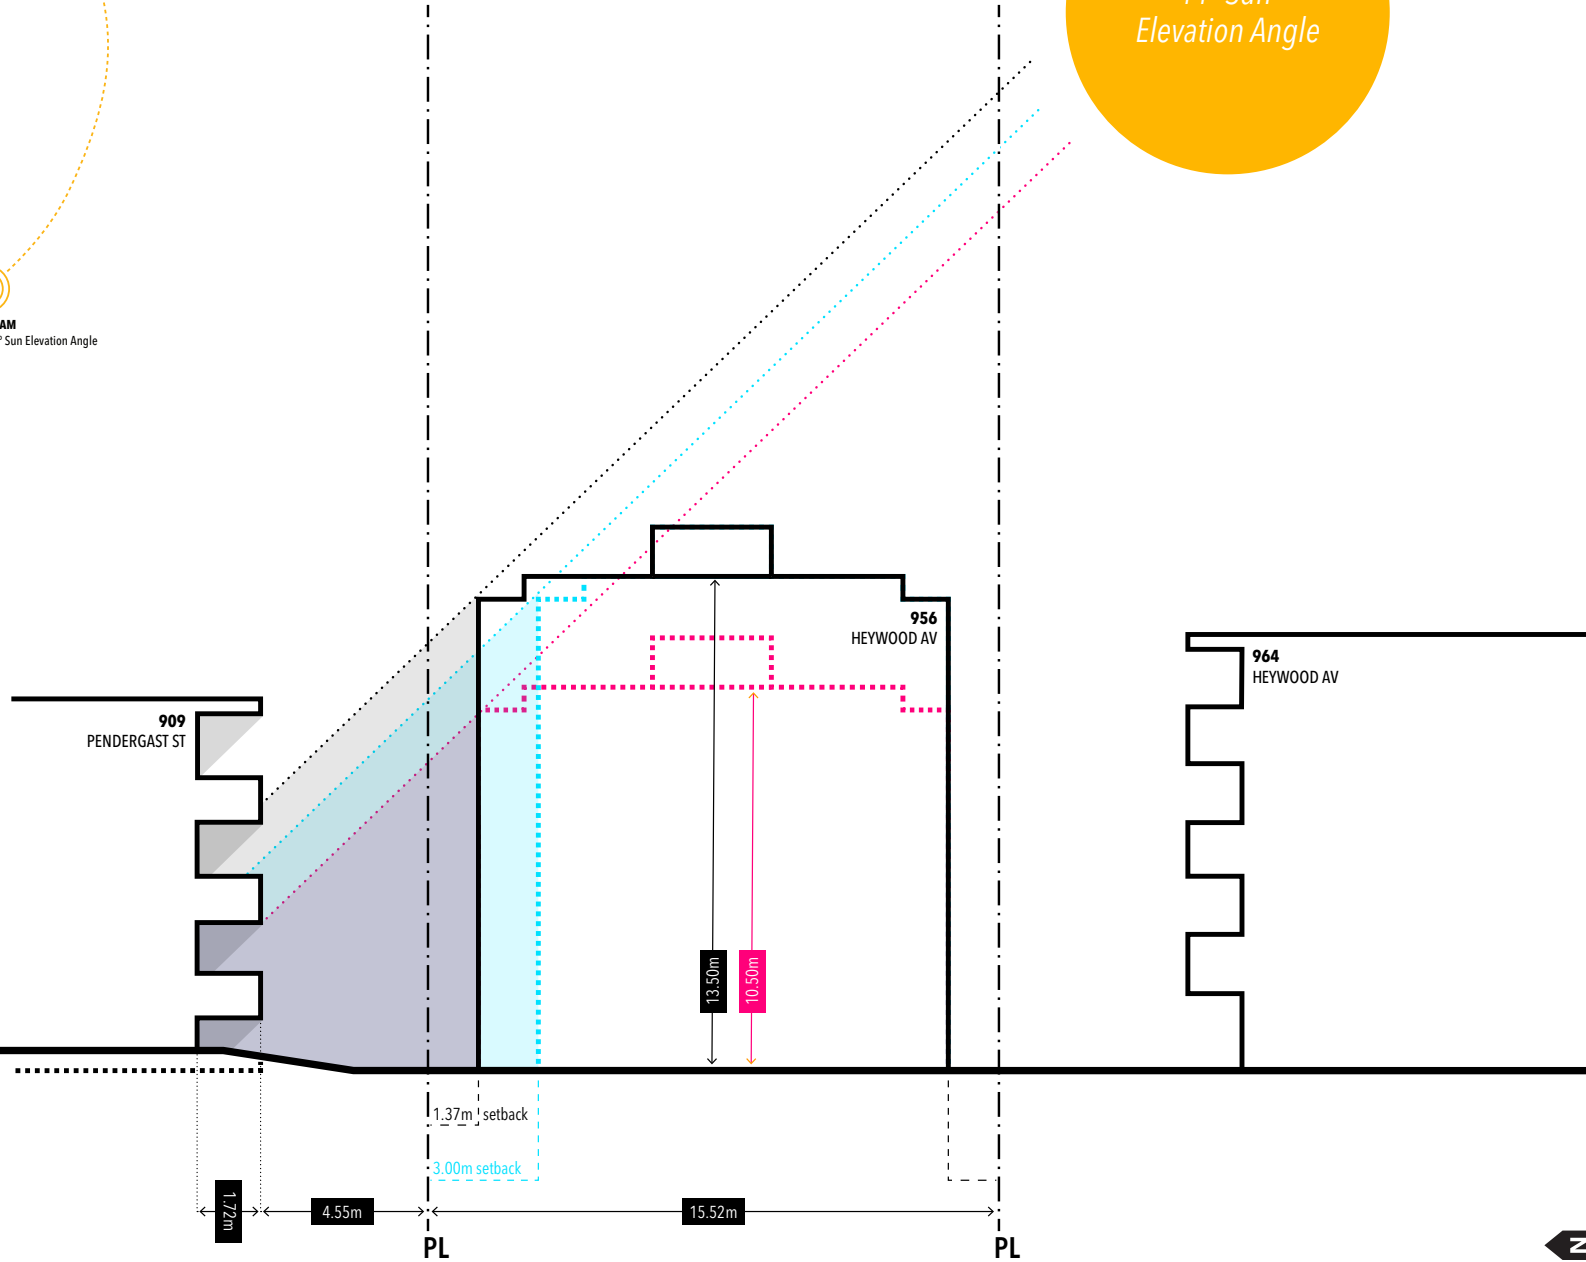 Sun
Elevation Angle
AM
° Sun Elevation Angle
956
HEYWOOD AV
964
HEYWOOD AV
909
PENDERGAST ST
13.50m
10.50m
1.37m setback
3.00m setback
1.72m
4.55m
15.52m
PL
PL
N